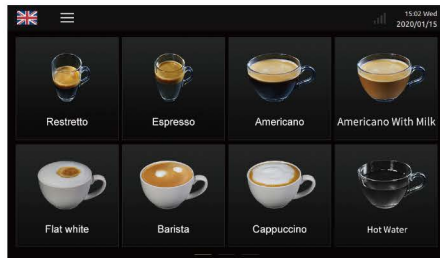 15:02 Wed
2020/01/15
Restretto
Espresso
Americano
Americano With Milk
Flat white
Barista
Cappuccino
Hot Water